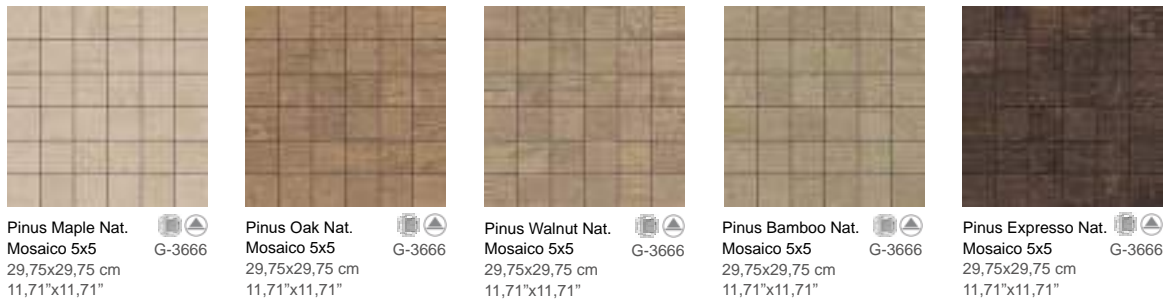 Pinus Maple Nat.
Mosaico 5x5 G-3666
29,75x29,75 cm
11,71”x11,71”
Pinus Oak Nat.
Mosaico 5x5 G-3666
29,75x29,75 cm
11,71”x11,71”
Pinus Walnut Nat.
Mosaico 5x5 G-3666
29,75x29,75 cm
11,71”x11,71”
Pinus Bamboo Nat.
Mosaico 5x5 G-3666
29,75x29,75 cm
11,71”x11,71”
Pinus Expresso Nat.
Mosaico 5x5 G-3666
29,75x29,75 cm
11,71”x11,71”